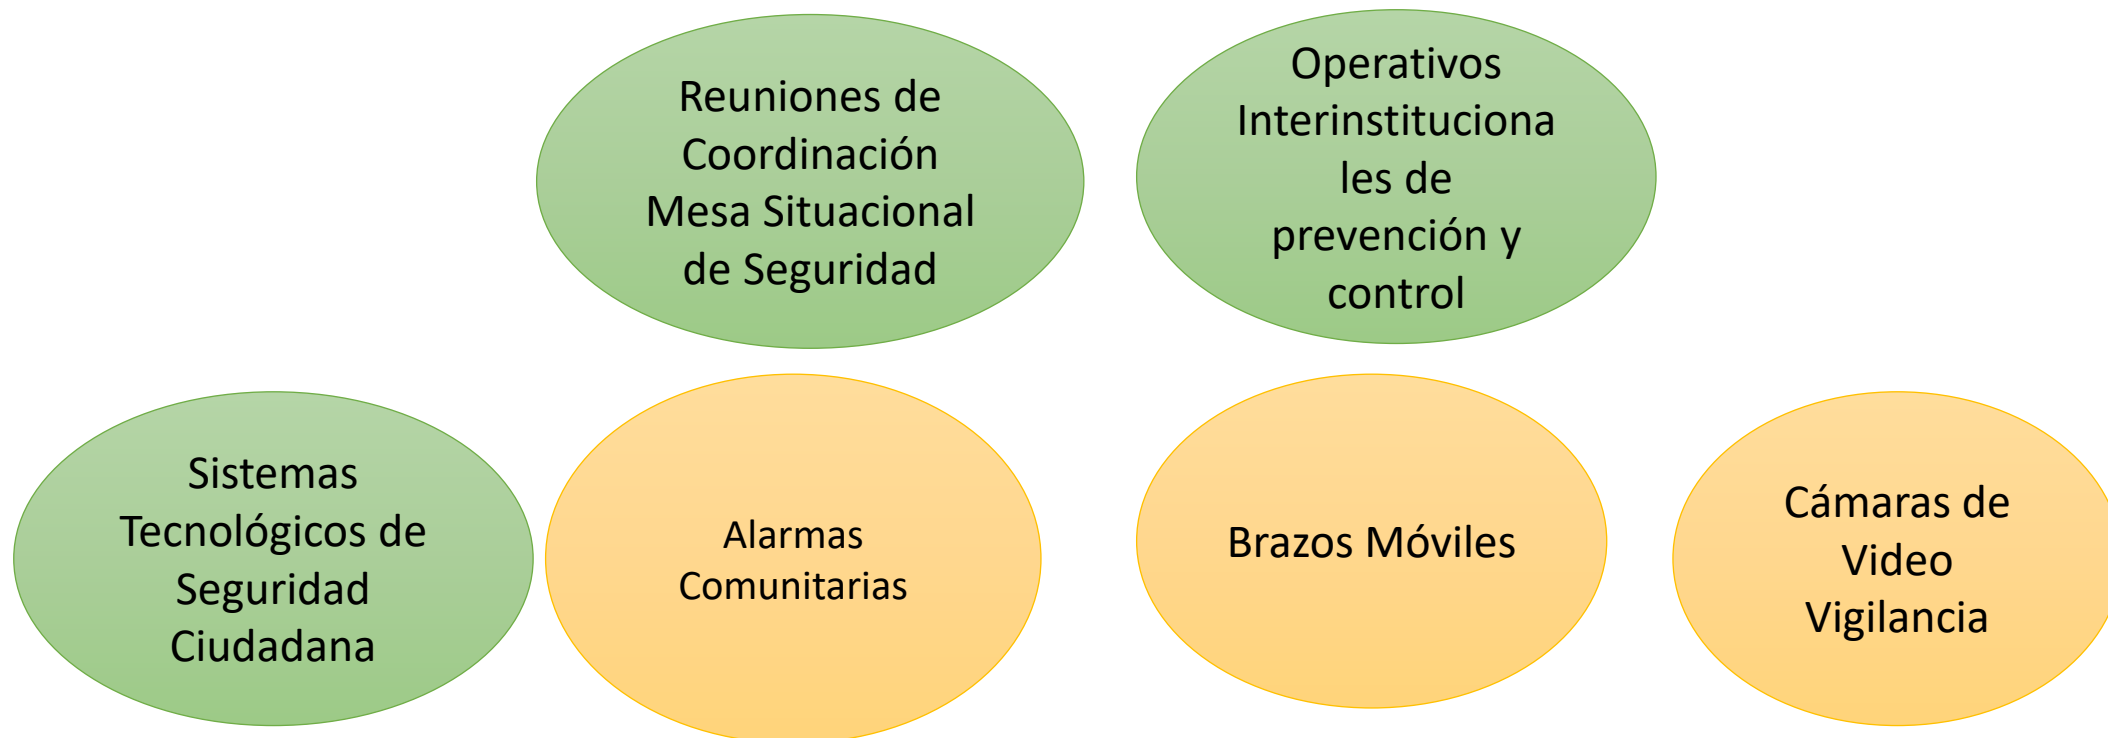 Reuniones de
Coordinación
Mesa Situacional
de Seguridad
Operativos
Interinstituciona
les de
prevención y
control
Sistemas
Tecnológicos de
Seguridad
Ciudadana
Alarmas
Comunitarias
Brazos Móviles
Cámaras de
Video
Vigilancia